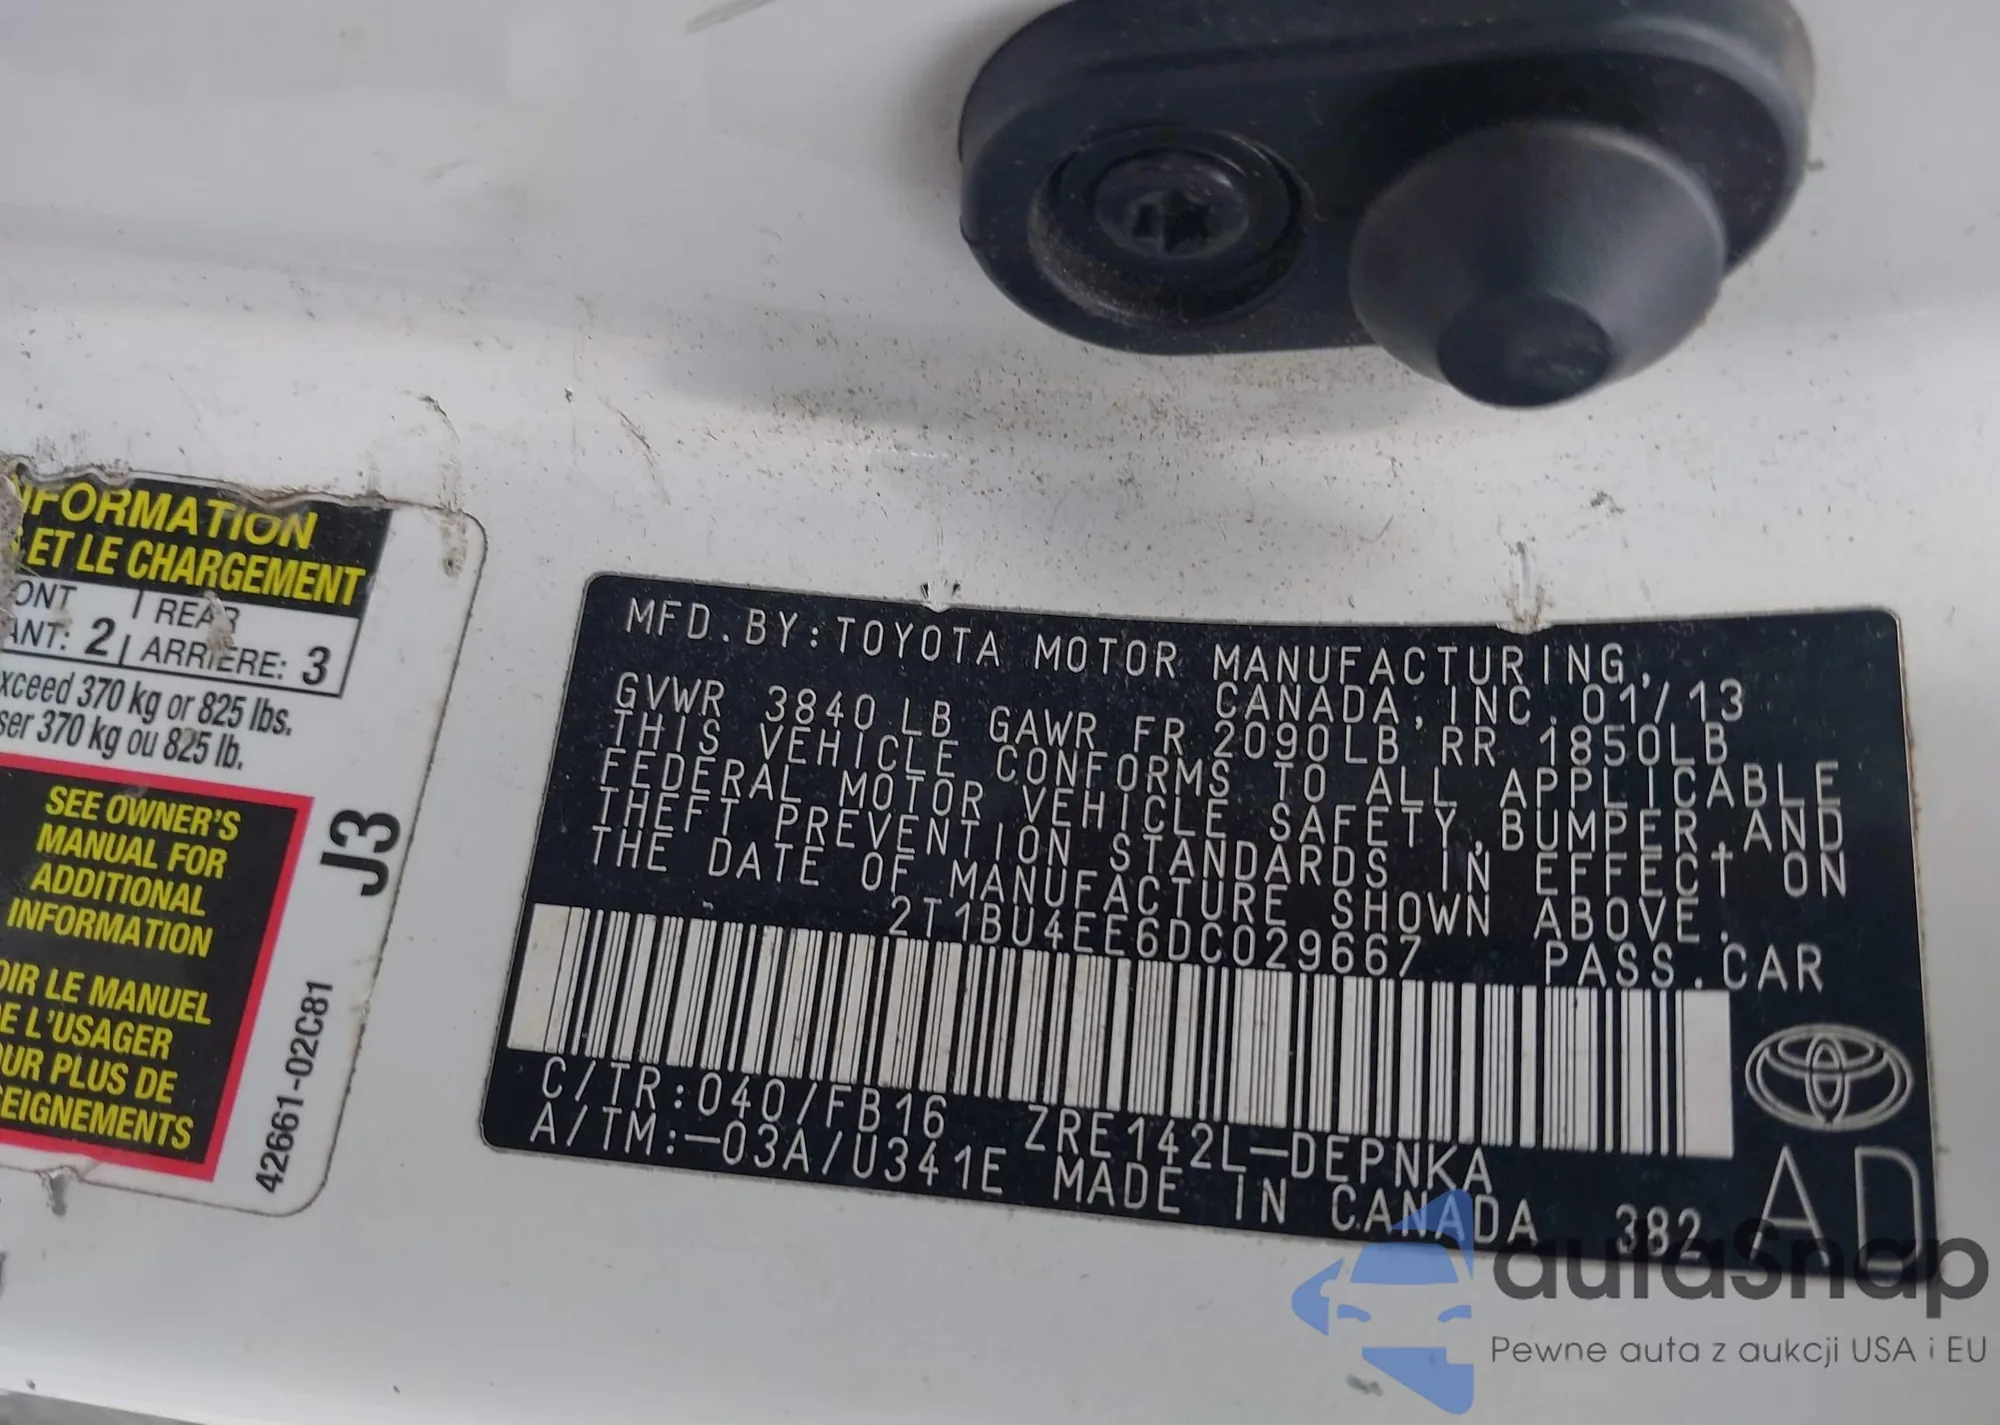 FORMATION
ET LE CHARGEMENT
ONT | REAR
ANT: 2 | ARRIÈRE: 3
xceed 370 kg or 825 lbs.
ser 370 kg ou 825 lb.
SEE OWNER'S
MANUAL FOR
ADDITIONAL
INFORMATION
OIR LE MANUEL
E L'USAGER
OUR PLUS DE
EIGNEMENTS
J3
42661-02C81
MFD.BY:TOYOTA MOTOR MANUFACTURING,
CANADA,INC.01/13
GVWR 3840LB GAWR FR 2090LB RR 1850LB
THIS VEHICLE CONFORMS TO ALL APPLICABLE
FEDERAL MOTOR VEHICLE SAFETY,BUMPER AND
THEFT PREVENTION STANDARDS IN EFFECT ON
THE DATE OF MANUFACTURE SHOWN ABOVE.
2T1BU4EE6DC029667 PASS.CAR
C/TR:040/FB16 ZRE142L-DEPNKA
A/TM:-03A/U341E MADE IN CANADA 382
AD
autaSnap
Pewne auta z aukcji USA i EU